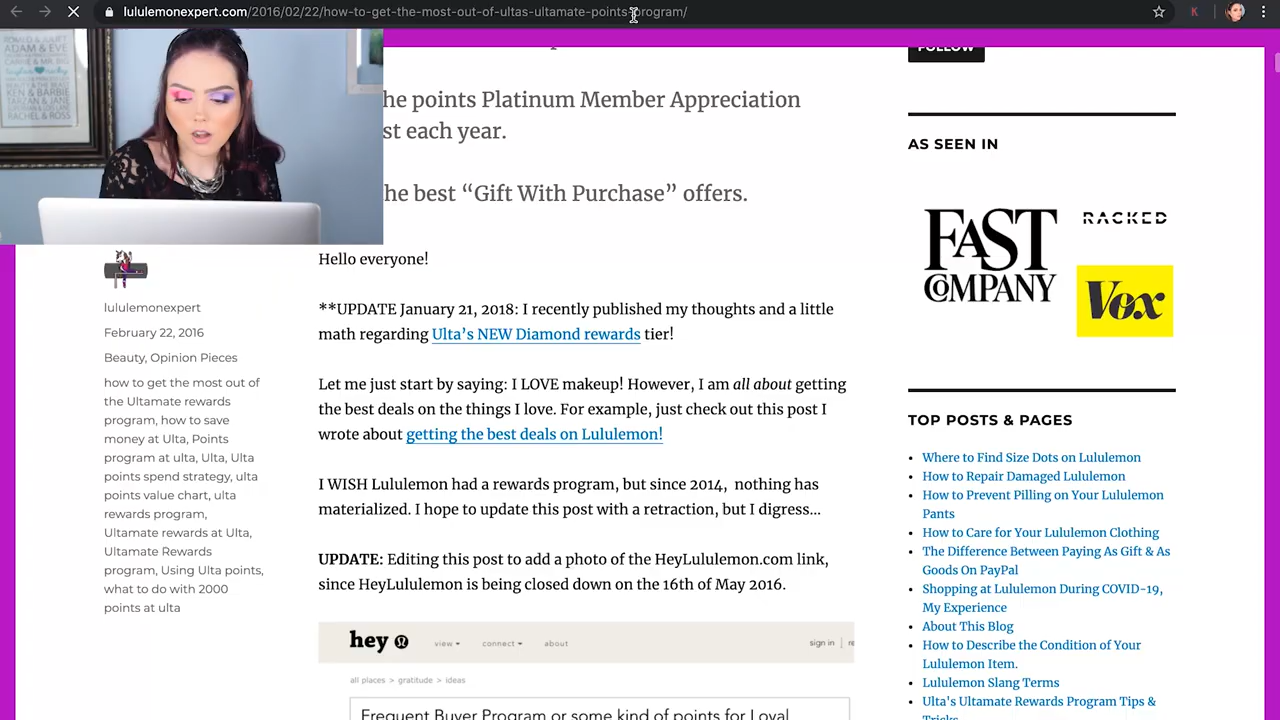 lululemonexpert.com/2016/02/22/how-to-get-the-most-out-of-ultas-ultamate-points-program/
K
RONALD & JULIET
ADAM & EVE
CARRIE & MR. BIG
KEN & BARBIE
TARZAN & JANE
RACHEL & ROSS
he points Platinum Member Appreciation
st each year.
he best “Gift With Purchase” offers.
Hello everyone!
lululemonexpert
February 22, 2016
Beauty, Opinion Pieces
how to get the most out of
the Ultamate rewards
program, how to save
money at Ulta, Points
program at ulta, Ulta, Ulta
points spend strategy, ulta
points value chart, ulta
rewards program,
Ultamate rewards at Ulta,
Ultamate Rewards
program, Using Ulta points,
what to do with 2000
points at ulta
**UPDATE January 21, 2018: I recently published my thoughts and a little
math regarding Ulta’s NEW Diamond rewards tier!
Let me just start by saying: I LOVE makeup! However, I am all about getting
the best deals on the things I love. For example, just check out this post I
wrote about getting the best deals on Lululemon!
I WISH Lululemon had a rewards program, but since 2014, nothing has
materialized. I hope to update this post with a retraction, but I digress…
UPDATE: Editing this post to add a photo of the HeyLululemon.com link,
since HeyLululemon is being closed down on the 16th of May 2016.
hey
view
connect
about
sign in
all places > gratitude > ideas
Frequent Buyer Program or some kind of points for Loyal
FOLLOW
AS SEEN IN
FAST
COMPANY
RACKED
Vox
TOP POSTS & PAGES
Where to Find Size Dots on Lululemon
How to Repair Damaged Lululemon
How to Prevent Pilling on Your Lululemon
Pants
How to Care for Your Lululemon Clothing
The Difference Between Paying As Gift & As
Goods On PayPal
Shopping at Lululemon During COVID-19,
My Experience
About This Blog
How to Describe the Condition of Your
Lululemon Item.
Lululemon Slang Terms
Ulta's Ultamate Rewards Program Tips &
Tricks